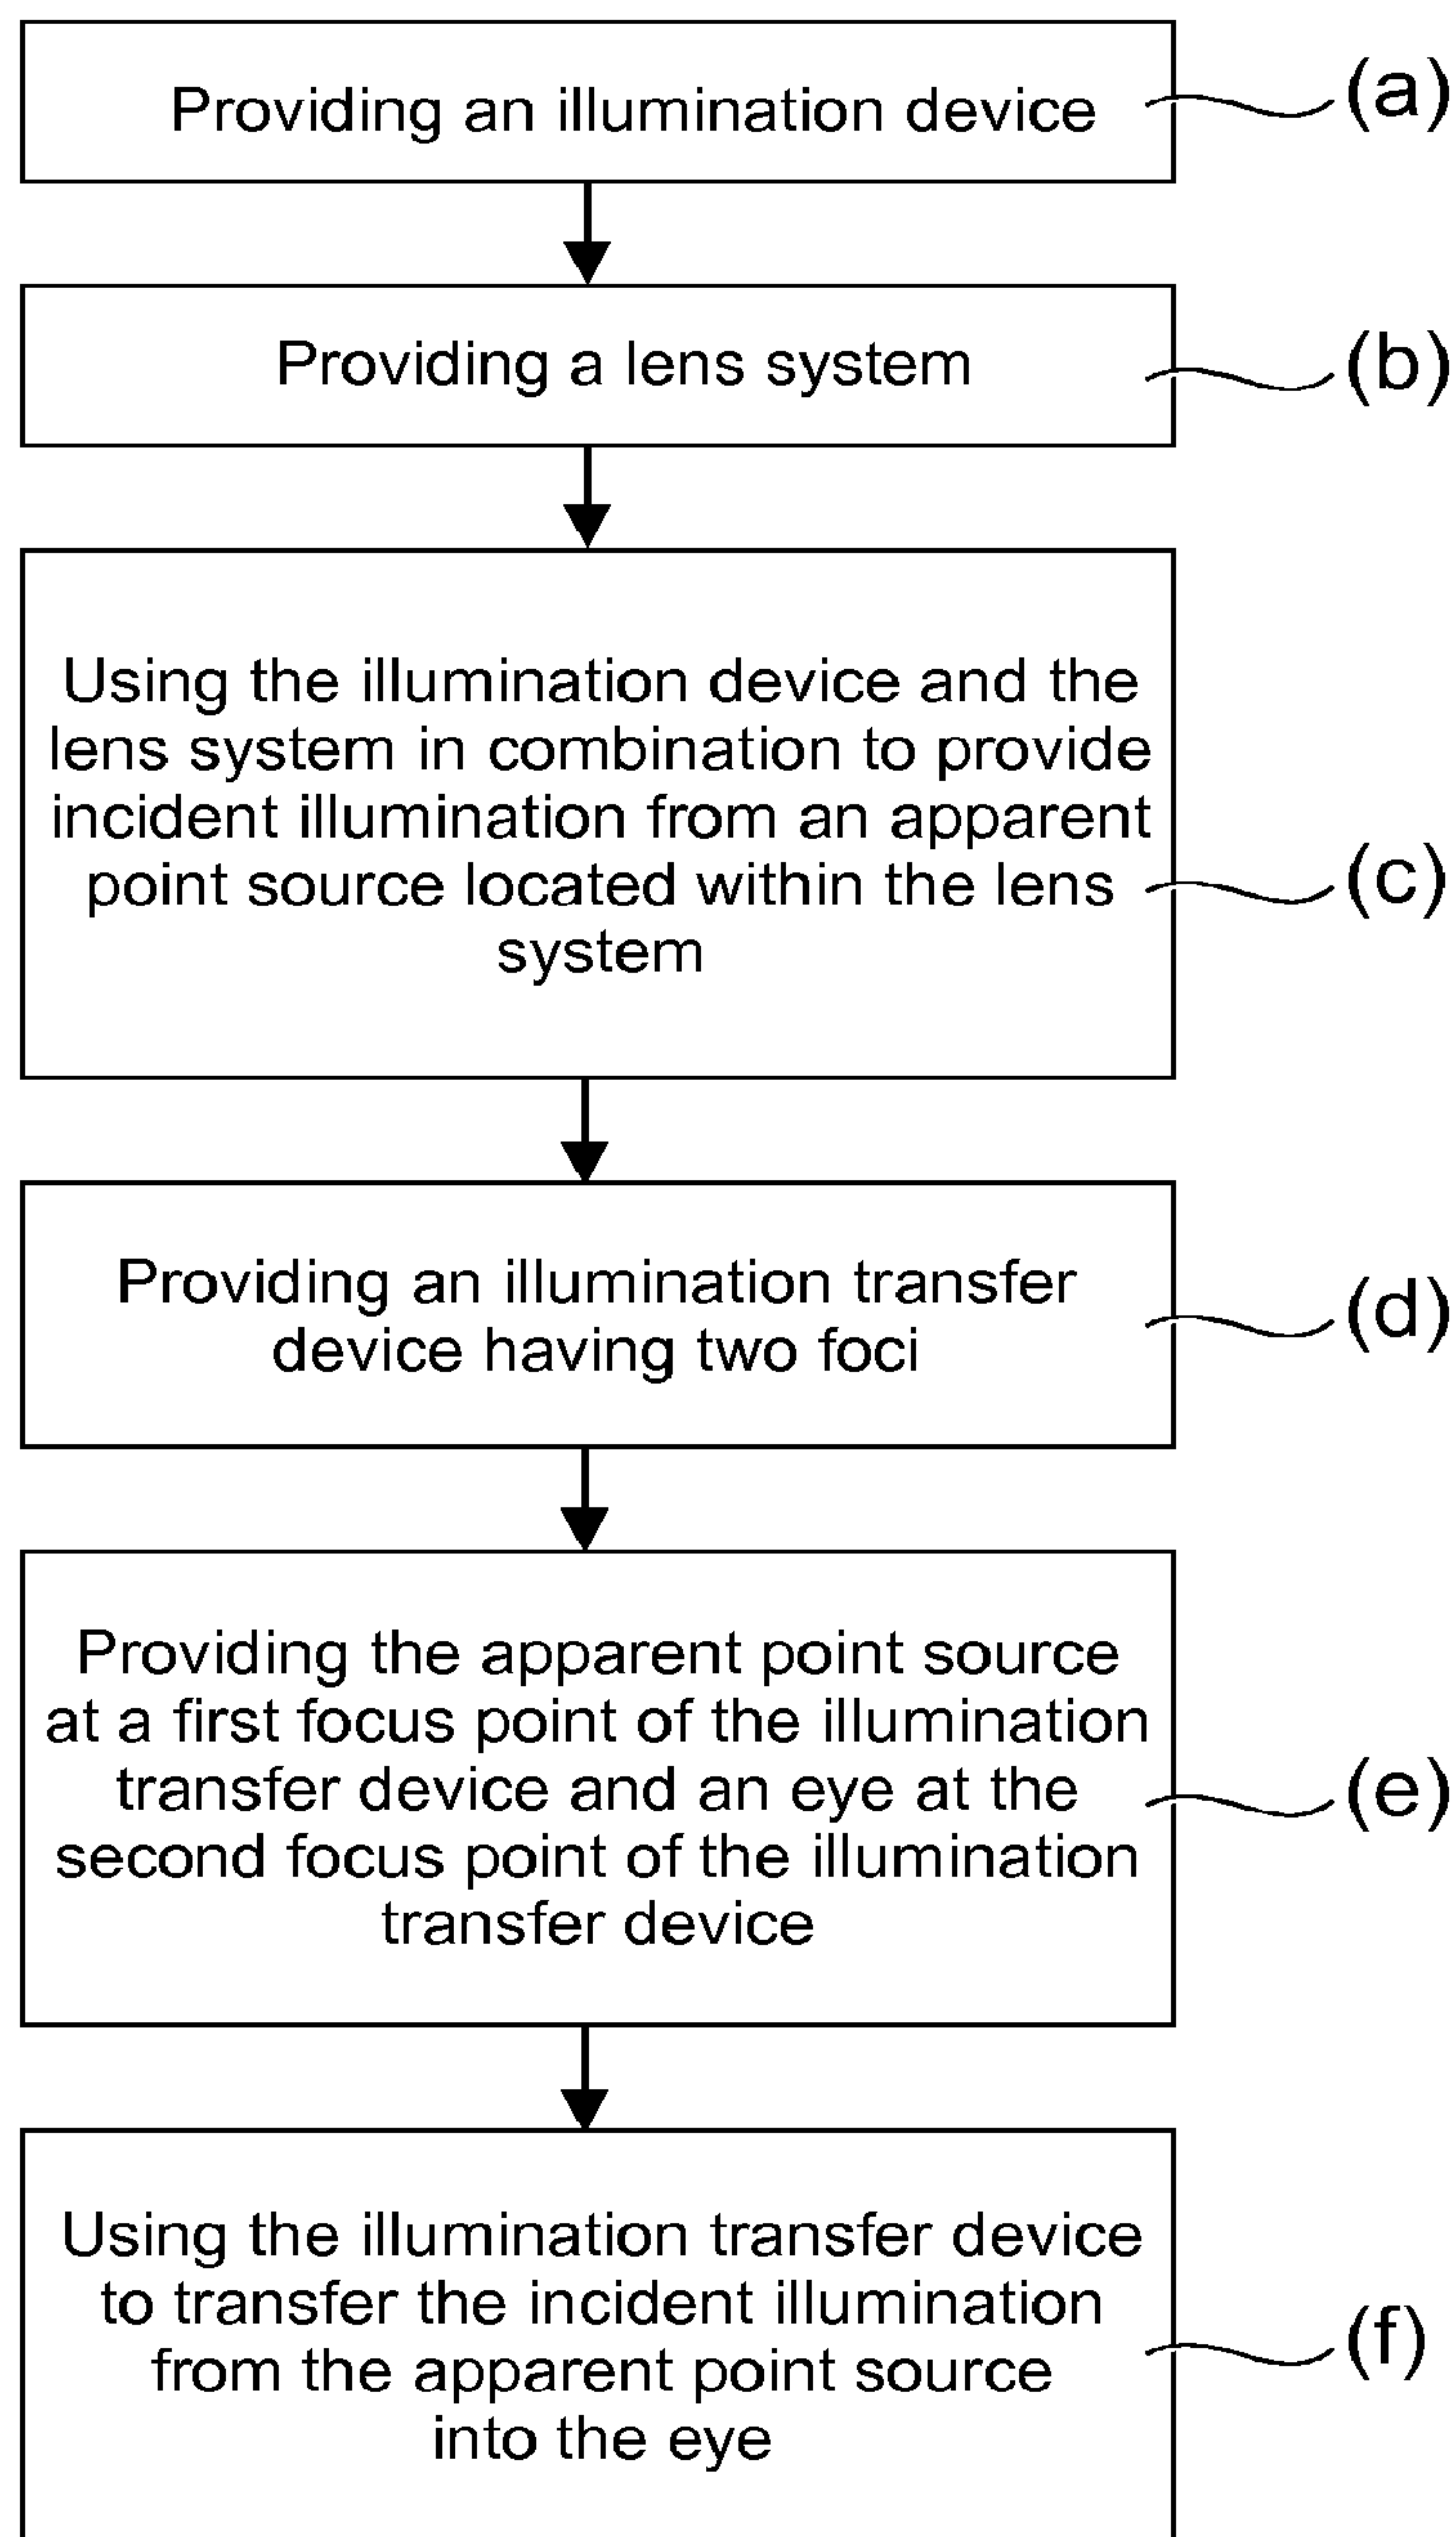 Providing an illumination device
(a)
Providing a lens system
(b)
Using the illumination device and the
lens system in combination to provide
incident illumination from an apparent
point source located within the lens
system
(c)
Providing an illumination transfer
device having two foci
(d)
Providing the apparent point source
at a first focus point of the illumination
transfer device and an eye at the
second focus point of the illumination
transfer device
(e)
Using the illumination transfer device
to transfer the incident illumination
from the apparent point source
into the eye
(f)